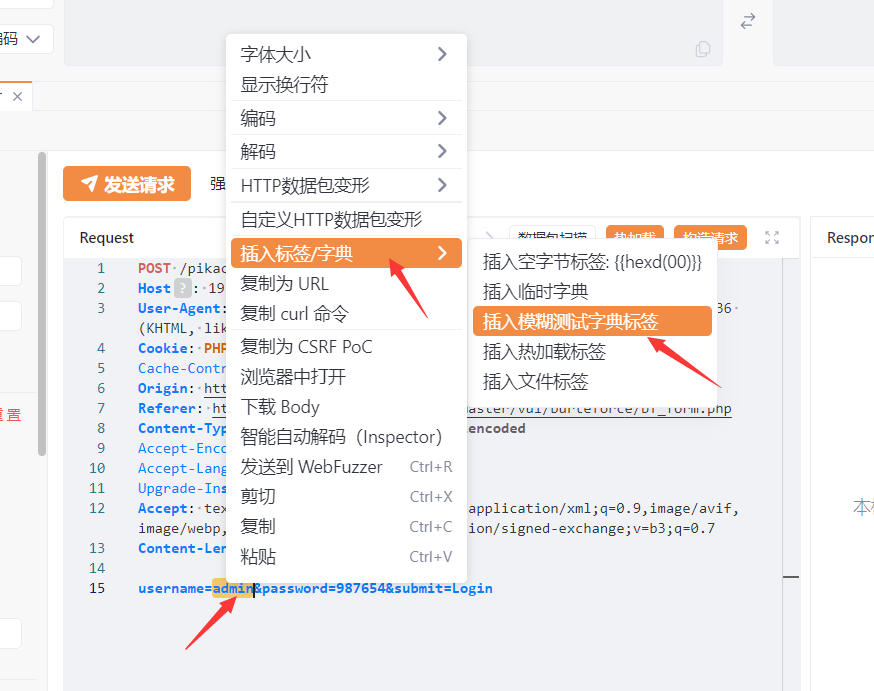 编码
发送请求
强
Request
数据包扫描
热加载
构造请求
Respon
1 POST /pikac
2 Host ? : 19
3 User-Agent: 36
(KHTML, lik
4 Cookie: PHP
5 Cache-Contr
6 Origin: htt
7 Referer: ht master/vul/burteforce/bf_form.php
8 Content-Typ encoded
9 Accept-Enco
10 Accept-Lang
11 Upgrade-Ins
12 Accept: tex application/xml;q=0.9,image/avif,
image/webp, ion/signed-exchange;v=b3;q=0.7
13 Content-Len
14
15 username=admin&password=987654&submit=Login
重置
字体大小
显示换行符
编码
解码
HTTP数据包变形
自定义HTTP数据包变形
插入标签/字典
复制为 URL
复制 curl 命令
复制为 CSRF PoC
浏览器中打开
下载 Body
智能自动解码（Inspector）
发送到 WebFuzzer Ctrl+R
剪切 Ctrl+X
复制 Ctrl+C
粘贴 Ctrl+V
插入空字节标签: {{hexd(00)}}
插入临时字典
插入模糊测试字典标签
插入热加载标签
插入文件标签
本